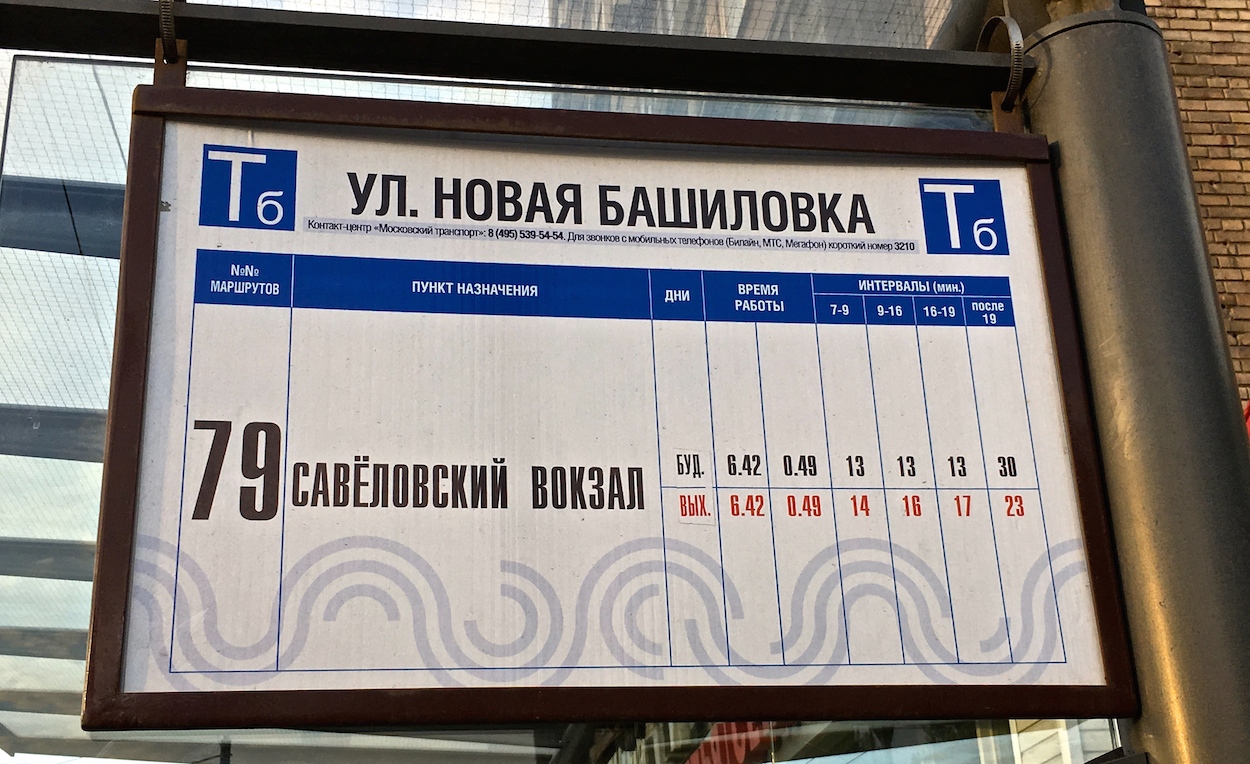 Тб
УЛ. НОВАЯ БАШИЛОВКА
Тб
Контакт-центр «Московский транспорт»: 8 (495) 539-54-54. Для звонков с мобильных телефонов (Билайн, МТС, Мегафон) короткий номер 3210
№№ МАРШРУТОВ ПУНКТ НАЗНАЧЕНИЯ ДНИ ВРЕМЯ РАБОТЫ ИНТЕРВАЛЫ (мин.)
7-9 9-16 16-19 после 19
79 САВЁЛОВСКИЙ ВОКЗАЛ
БУД. 6.42 0.49 13 13 13 30
ВЫХ. 6.42 0.49 14 16 17 23